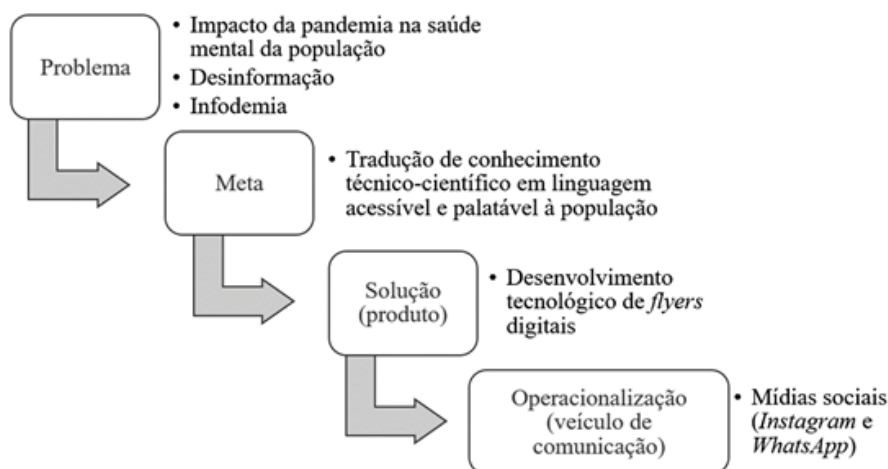 Problema
• Impacto da pandemia na saúde
mental da população
• Desinformação
• Infodemia
Meta
• Tradução de conhecimento
técnico-científico em linguagem
acessível e palatável à população
Solução
(produto)
• Desenvolvimento
tecnológico de flyers
digitais
Operacionalização
(veículo de
comunicação)
• Mídias sociais
(Instagram e
WhatsApp)